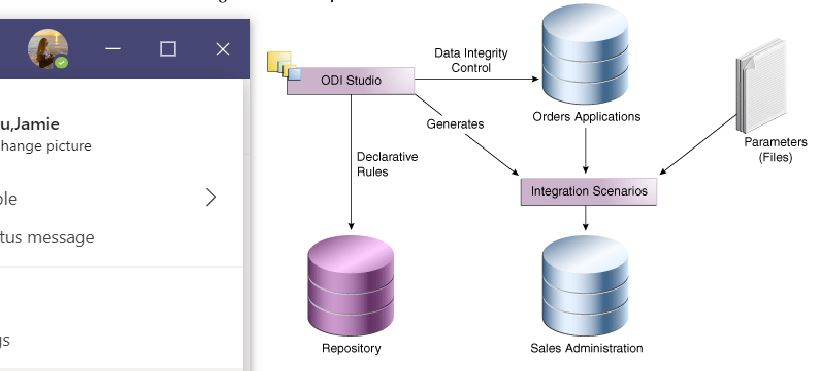 u,Jamie
hange picture
ble
tus message
gs
Data Integrity
Control
ODI Studio
Generates
Orders Applications
Declarative
Rules
Parameters
(Files)
Integration Scenarios
Repository
Sales Administration